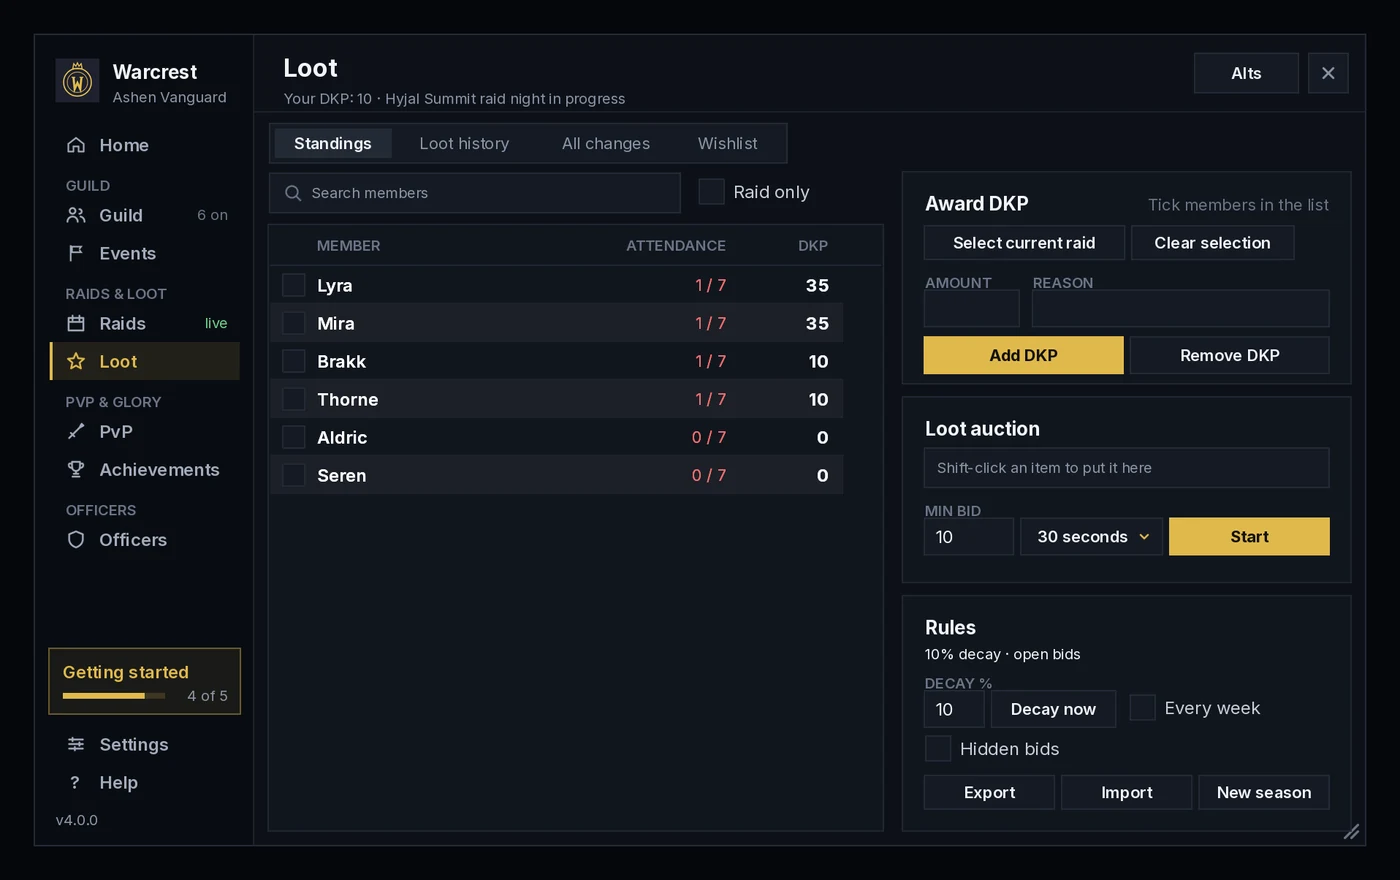 Warcrest
Ashen Vanguard
Home
GUILD
Guild 6 on
Events
RAIDS & LOOT
Raids live
Loot
PVP & GLORY
PvP
Achievements
OFFICERS
Officers
Getting started
4 of 5
Settings
? Help
v4.0.0
Loot
Your DKP: 10 · Hyjal Summit raid night in progress
Alts
Standings Loot history All changes Wishlist
Search members
Raid only
MEMBER ATTENDANCE DKP
Lyra 1 / 7 35
Mira 1 / 7 35
Brakk 1 / 7 10
Thorne 1 / 7 10
Aldric 0 / 7 0
Seren 0 / 7 0
Award DKP Tick members in the list
Select current raid Clear selection
AMOUNT REASON
Add DKP Remove DKP
Loot auction
Shift-click an item to put it here
MIN BID
10 30 seconds Start
Rules
10% decay · open bids
DECAY %
10 Decay now Every week
Hidden bids
Export Import New season